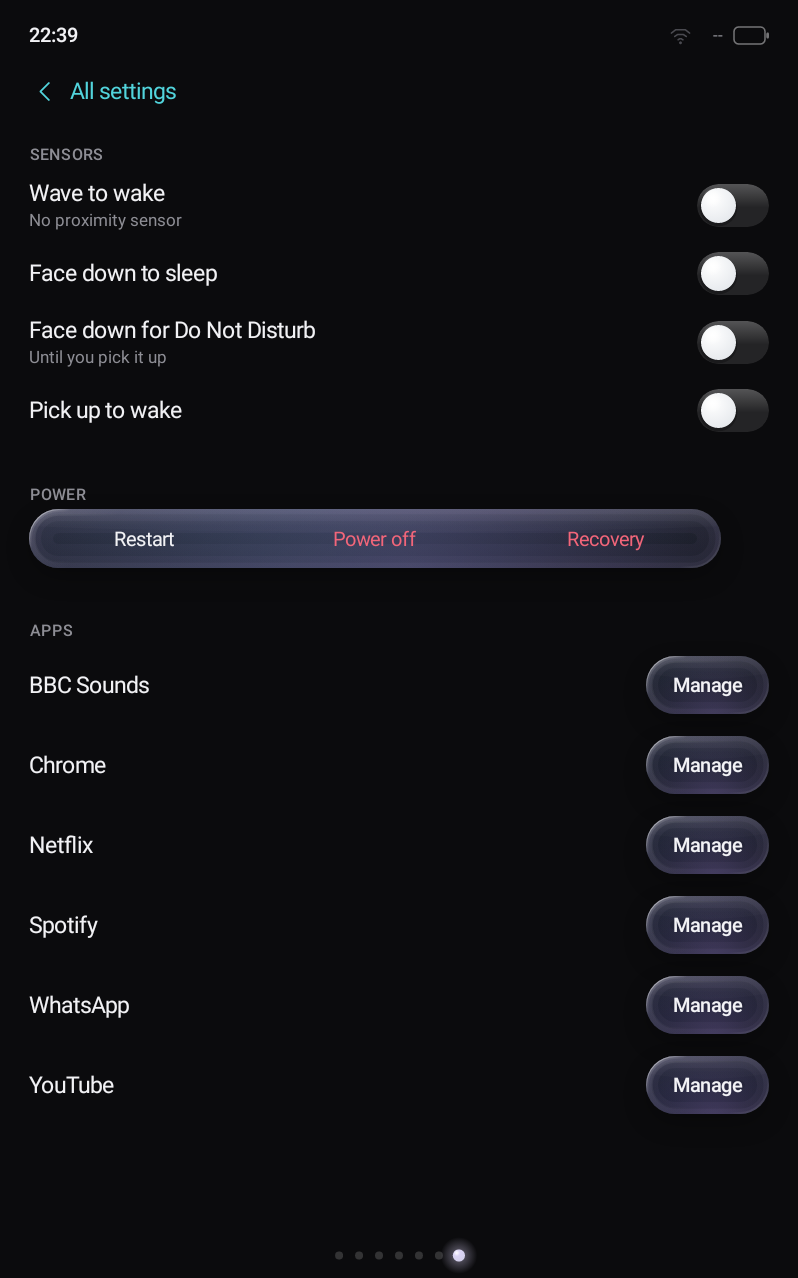 22:39
--
All settings
SENSORS
Wave to wake
No proximity sensor
Face down to sleep
Face down for Do Not Disturb
Until you pick it up
Pick up to wake
POWER
Restart Power off Recovery
APPS
BBC Sounds Manage
Chrome Manage
Netflix Manage
Spotify Manage
WhatsApp Manage
YouTube Manage